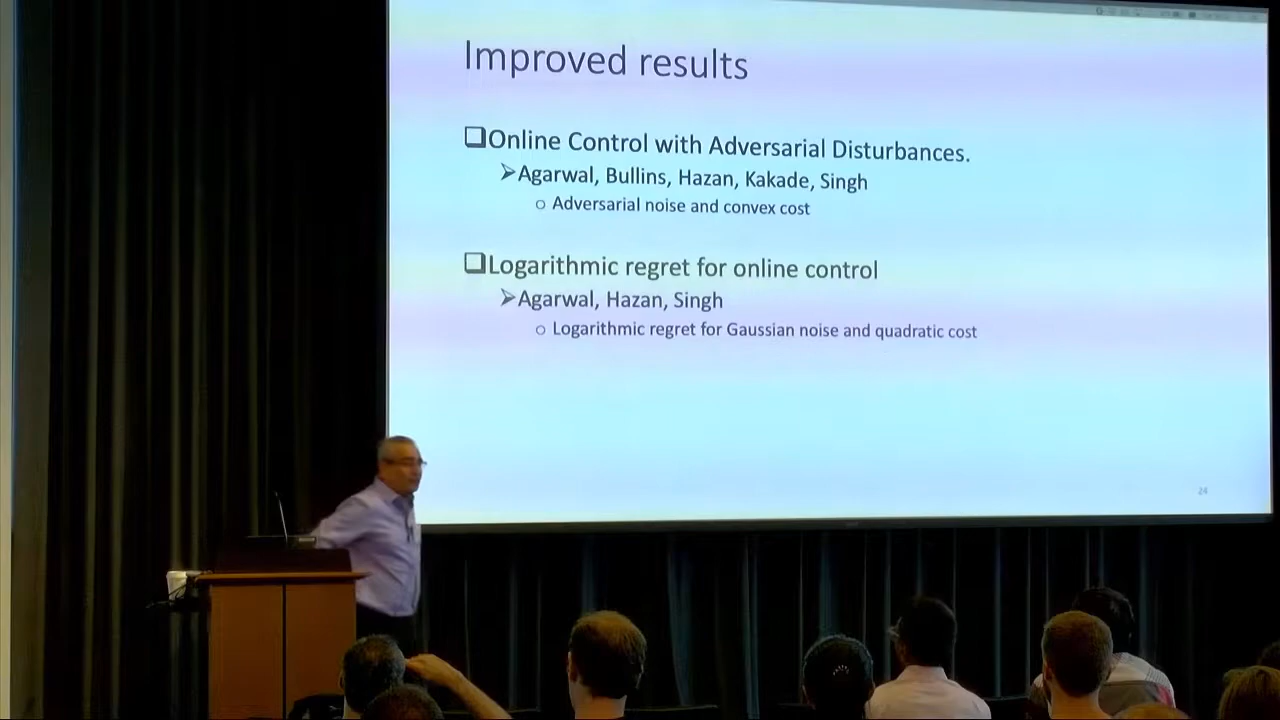 Improved results
❑Online Control with Adversarial Disturbances.
➢Agarwal, Bullins, Hazan, Kakade, Singh
○ Adversarial noise and convex cost
❑Logarithmic regret for online control
➢Agarwal, Hazan, Singh
○ Logarithmic regret for Gaussian noise and quadratic cost
24